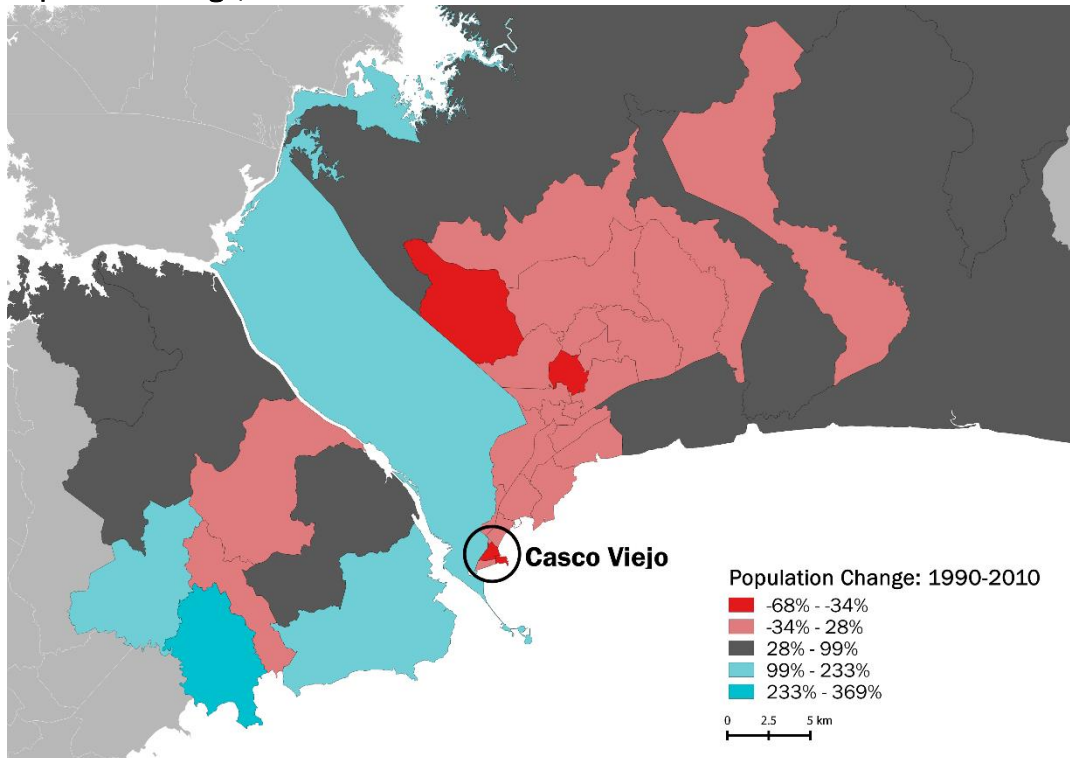 Casco Viejo
Population Change: 1990-2010
-68% - -34%
-34% - 28%
28% - 99%
99% - 233%
233% - 369%
0 2.5 5 km